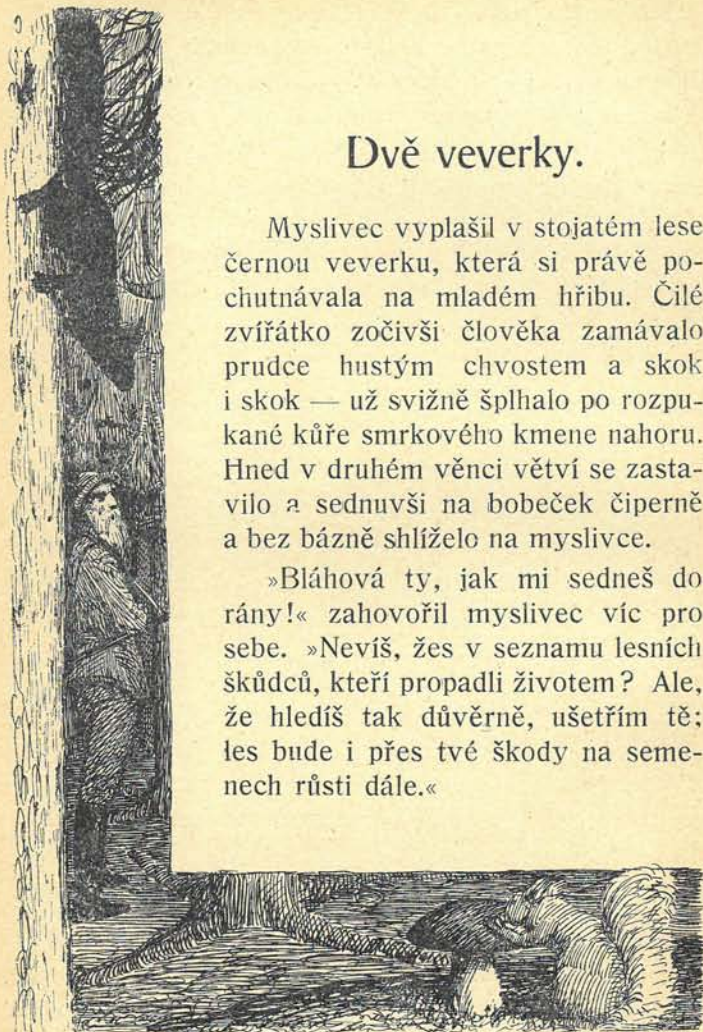 Dvě veverky.
Myslivec vyplašil v stojatém lese
černou veverku, která si právě po-
chutnávala na mladém hřibu. Čilé
zvířátko zočivši člověka zamávalo
prudce hustým chvostem a skok
i skok — už svižně šplhalo po rozpu-
kané kůře smrkového kmene nahoru.
Hned v druhém věnci větví se zasta-
vilo a sednuvši na bobeček čiperně
a bez bázně shlíželo na myslivce.
»Bláhová ty, jak mi sedneš do
rány!« zahovořil myslivec víc pro
sebe. »Nevíš, žes v seznamu lesních
škůdců, kteří propadli životem? Ale,
že hledíš tak důvěrně, ušetřím tě;
les bude i přes tvé škody na seme-
nech růsti dále.«